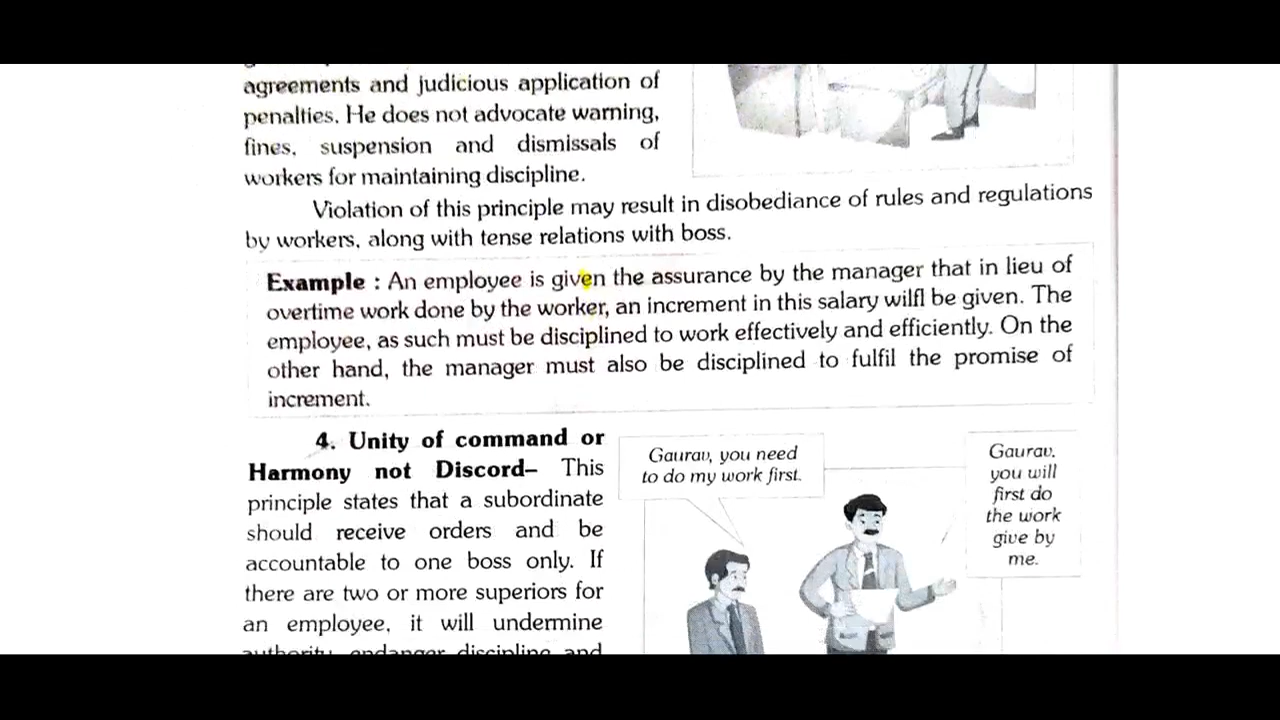 agreements and judicious application of
penalties. He does not advocate warning,
fines, suspension and dismissals of
workers for maintaining discipline.
Violation of this principle may result in disobediance of rules and regulations
by workers, along with tense relations with boss.
Example : An employee is given the assurance by the manager that in lieu of
overtime work done by the worker, an increment in this salary wilfl be given. The
employee, as such must be disciplined to work effectively and efficiently. On the
other hand, the manager must also be disciplined to fulfil the promise of
increment.
4. Unity of command or
Harmony not Discord– This
principle states that a subordinate
should receive orders and be
accountable to one boss only. If
there are two or more superiors for
an employee, it will undermine
authority, endanger discipline and
Gaurav, you need
to do my work first.
Gaurav,
you will
first do
the work
give by
me.